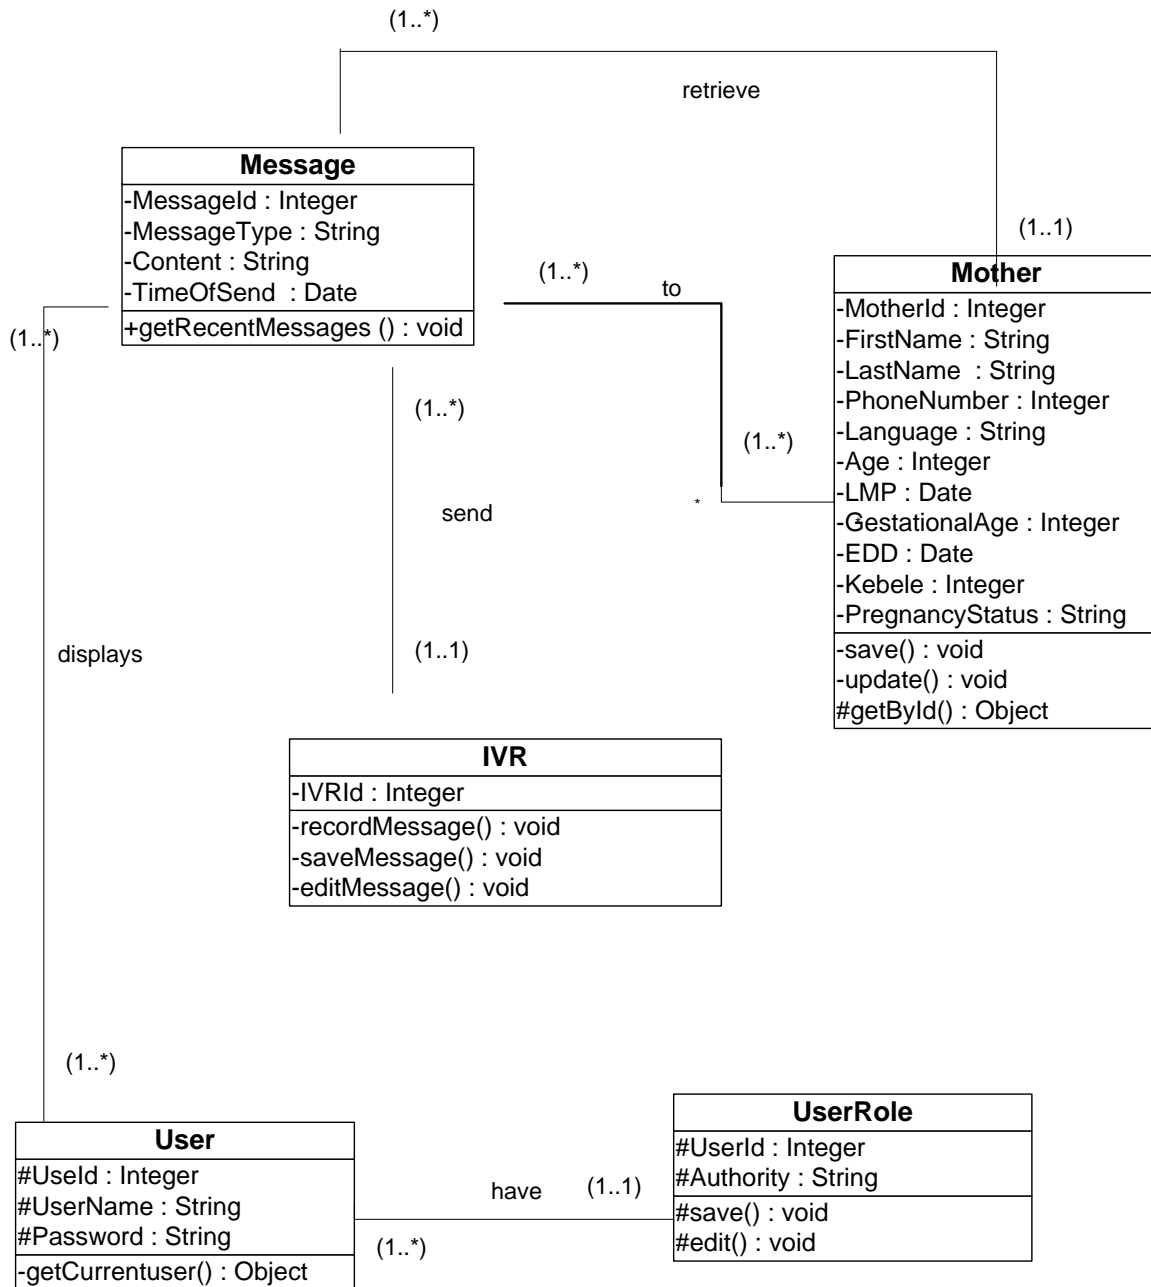 (1..*)
retrieve
Message
-MessageId : Integer
-MessageType : String
-Content : String
-TimeOfSend : Date
+getRecentMessages () : void
(1..*)
to
(1..1)
Mother
-MotherId : Integer
-FirstName : String
-LastName : String
-PhoneNumber : Integer
-Language : String
-Age : Integer
-LMP : Date
-GestationalAge : Integer
-EDD : Date
-Kebele : Integer
-PregnancyStatus : String
-save() : void
-update() : void
#getById() : Object
(1..*)
(1..*)
(1..*)
*
send
displays
(1..1)
IVR
-IVRId : Integer
-recordMessage() : void
-saveMessage() : void
-editMessage() : void
(1..*)
User
#UseId : Integer
#UserName : String
#Password : String
-getCurrentuser() : Object
have
(1..1)
(1..*)
UserRole
#UserId : Integer
#Authority : String
#save() : void
#edit() : void